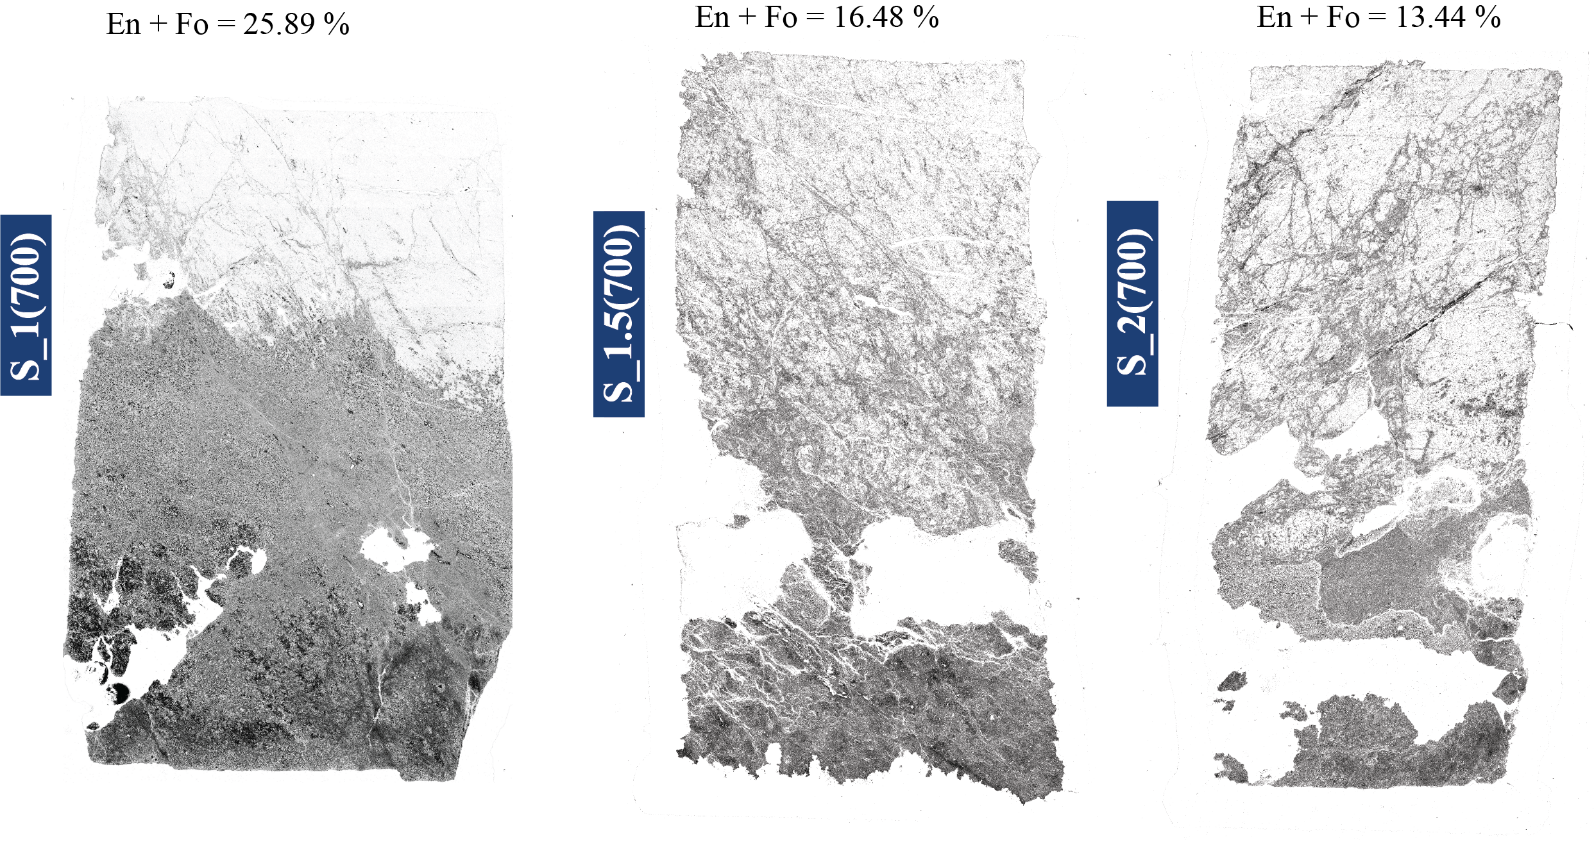 En + Fo = 25.89 %
En + Fo = 16.48 %
En + Fo = 13.44 %
S_1(700)
S_1.5(700)
S_2(700)